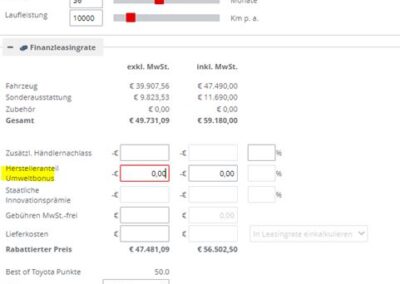 36 Monate
Laufleistung 10000 Km p. a.
Finanzleasingrate
exkl. MwSt. inkl. MwSt.
Fahrzeug € 39.907,56 € 47.490,00
Sonderausstattung € 9.823,53 € 11.690,00
Zubehör € 0,00 € 0,00
Gesamt € 49.731,09 € 59.180,00
Zusätzl. Händlernachlass -€ -€ %
Herstelleranteil
Umweltbonus -€ 0,00 -€ 0,00 %
Staatliche
Innovationsprämie -€ -€ %
Gebühren MwSt.-frei € € 0,00
Lieferkosten € € In Leasingrate einkalkulieren
Rabattierter Preis € 47.481,09 € 56.502,50
Best of Toyota Punkte 50.0